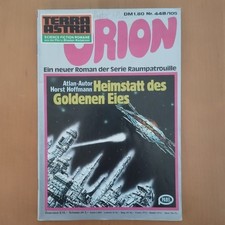 TERRA
ASTRA
DM 1,80 Nr. 448/105
ORION
Ein neuer Roman der Serie Raumpatrouille
Atlan-Autor
Horst Hoffmann
Heimstatt des
Goldenen Eies